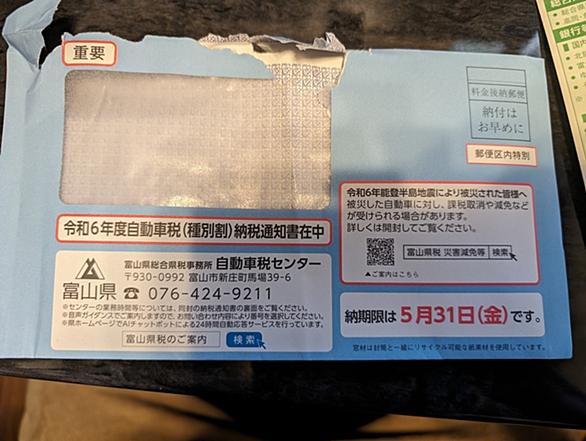 重要
料金後納郵便
納付は
お早めに
郵便区内特別
令和6年能登半島地震により被災された皆様へ
被災した自動車に対し、課税取消や減免など
が受けられる場合があります。
詳しくは開封してご覧ください。
富山県税 災害減免等 検索
▲ご案内はこちら
令和6年度自動車税(種別割)納税通知書在中
富山県総合県税事務所 自動車税センター
〒930-0992 富山市新庄町馬場39-6
富山県 ☎ 076-424-9211
※センターの業務時間等については、同封の納税通知書の裏面をご覧ください。
※音声ガイダンスでご案内しますので、お問い合わせ内容により番号を選択してください。
※県ホームページでAIチャットボットによる24時間自動応答サービスを行っています。
富山県税のご案内 検索
納期限は5月31日(金)です。
窓材は封筒と一緒にリサイクル可能な紙素材を使用しています。
銀行
国内